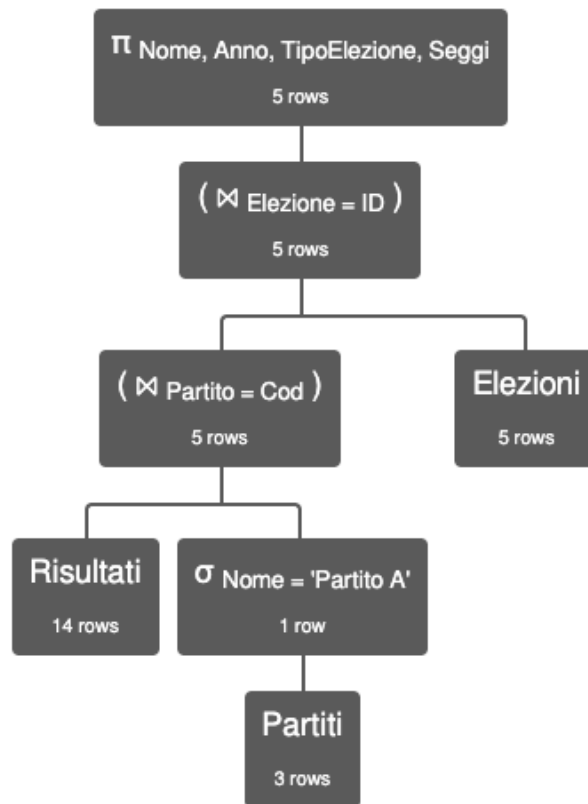 π Nome, Anno, TipoElezione, Seggi
5 rows
( ⋈ Elezione = ID )
5 rows
( ⋈ Partito = Cod )
5 rows
Elezioni
5 rows
Risultati
14 rows
σ Nome = 'Partito A'
1 row
Partiti
3 rows